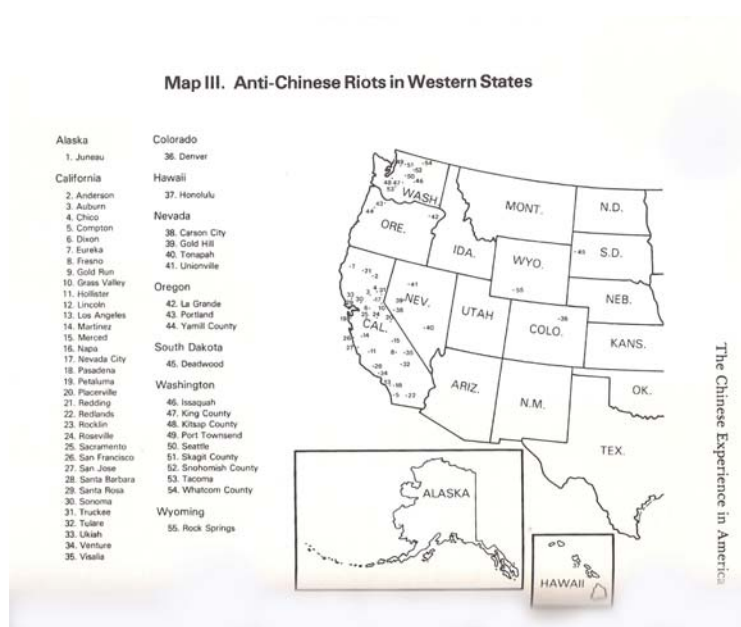 Map III. Anti-Chinese Riots in Western States
Alaska
1. Juneau
California
2. Anderson
3. Auburn
4. Chico
5. Compton
6. Dixon
7. Eureka
8. Fresno
9. Gold Run
10. Grass Valley
11. Hollister
12. Lincoln
13. Los Angeles
14. Martinez
15. Merced
16. Napa
17. Nevada City
18. Pasadena
19. Petaluma
20. Placerville
21. Redding
22. Redlands
23. Rocklin
24. Roseville
25. Sacramento
26. San Francisco
27. San Jose
28. Santa Barbara
29. Santa Rosa
30. Sonoma
31. Truckee
32. Tulare
33. Ukiah
34. Venture
35. Visalia
Colorado
36. Denver
Hawaii
37. Honolulu
Nevada
38. Carson City
39. Gold Hill
40. Tonapah
41. Unionville
Oregon
42. La Grande
43. Portland
44. Yamill County
South Dakota
45. Deadwood
Washington
46. Issaquah
47. King County
48. Kitsap County
49. Port Townsend
50. Seattle
51. Skagit County
52. Snohomish County
53. Tacoma
54. Whatcom County
Wyoming
55. Rock Springs
WASH.
MONT.
N.D.
ORE.
IDA.
WYO.
S.D.
NEB.
NEV.
UTAH
COLO.
CAL.
KANS.
ARIZ.
N.M.
OK.
TEX.
ALASKA
HAWAII
The Chinese Experience in America